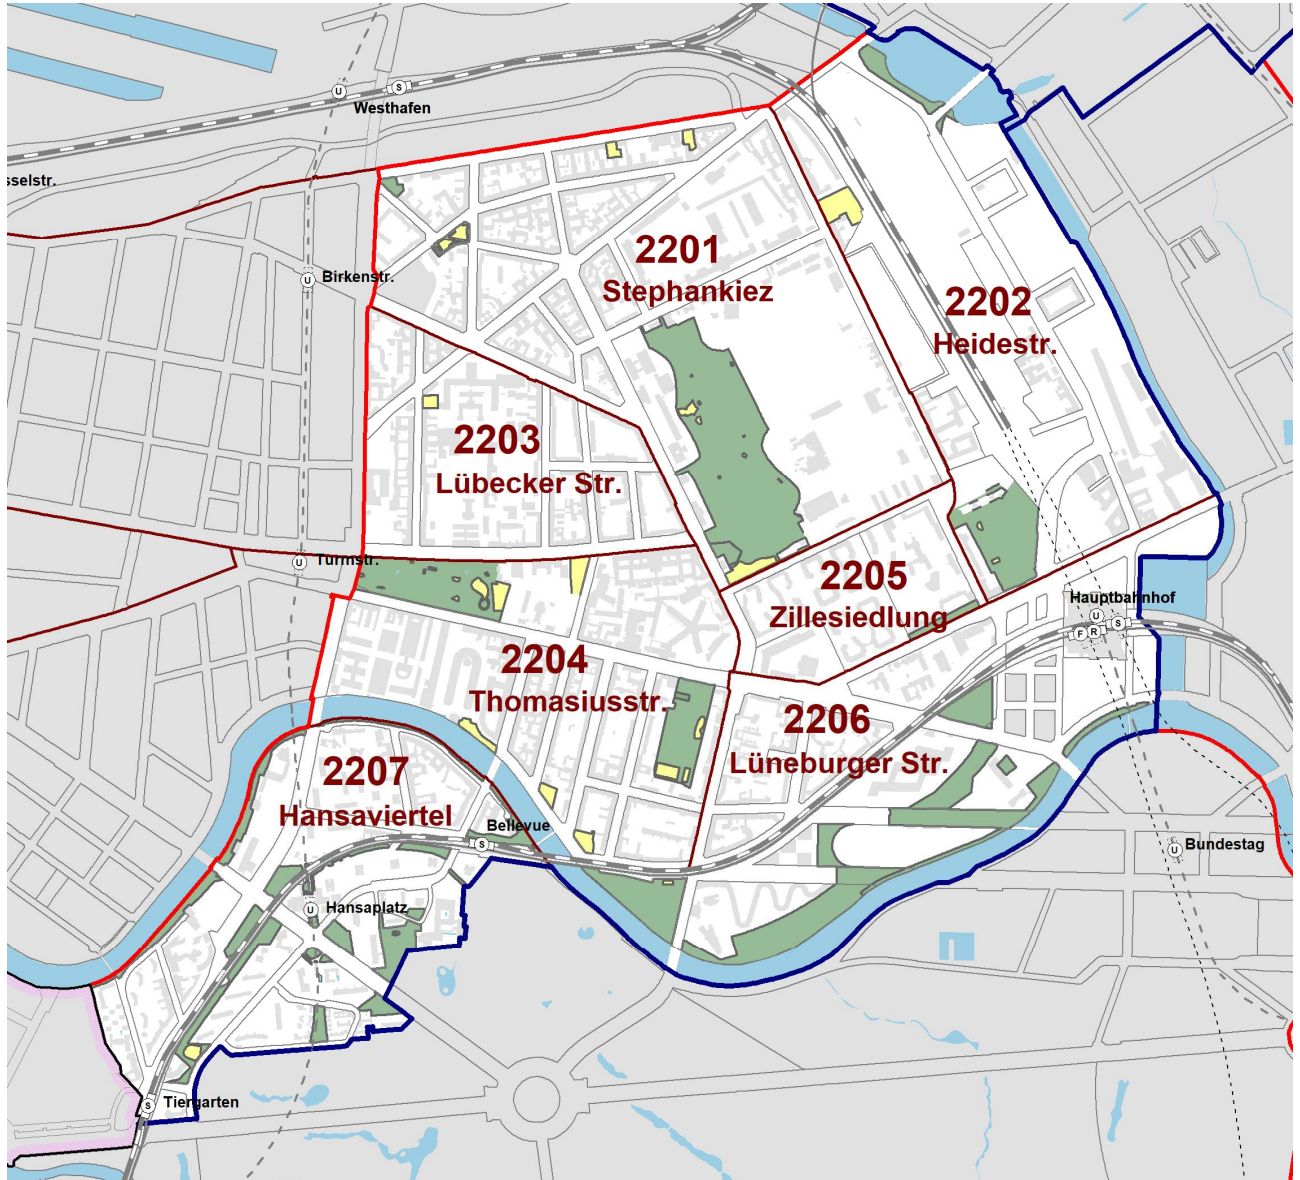 U
S
Westhafen
sselstr.
2201
Stephankiez
U
Birkenstr.
2202
Heidestr.
2203
Lübecker Str.
U
Turmstr.
2205
Zillesiedlung
Hauptbahnhof
U
S
F
R
2204
Thomasiusstr.
2206
Lüneburger Str.
2207
Hansaviertel
Bellevue
S
U
Bundestag
U
Hansaplatz
S
Tiergarten